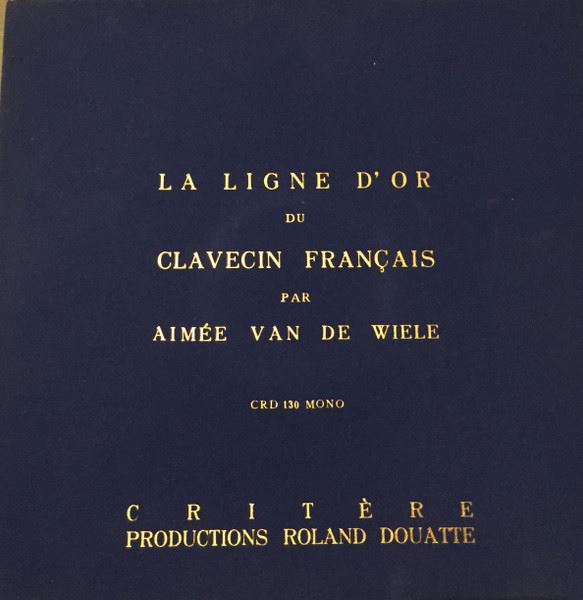 LA LIGNE D'OR
DU
CLAVECIN FRANÇAIS
PAR
AIMÉE VAN DE WIELE
CRD 130 MONO
CRITÈRE
PRODUCTIONS ROLAND DOUATTE